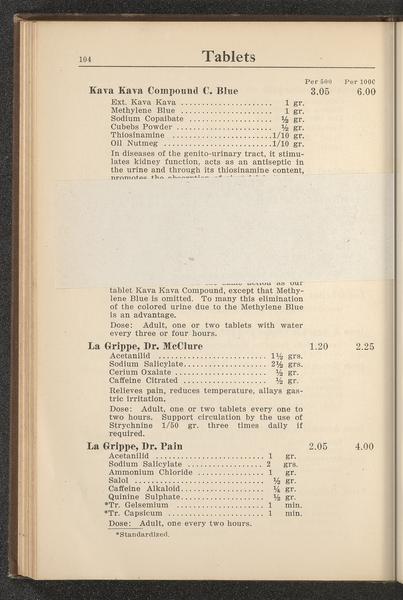 104 Tablets
Per 500 Per 1000
Kava Kava Compound C. Blue 3.05 6.00
Ext. Kava Kava ...................... 1 gr.
Methylene Blue ...................... 1 gr.
Sodium Copaibate .................... ½ gr.
Cubebs Powder ....................... ½ gr.
Thiosinamine ........................1/10 gr.
Oil Nutmeg ..........................1/10 gr.
In diseases of the genito-urinary tract, it stimu-
lates kidney function, acts as an antiseptic in
the urine and through its thiosinamine content,
promotes the absorption of
same action as our
tablet Kava Kava Compound, except that Methy-
lene Blue is omitted. To many this elimination
of the colored urine due to the Methylene Blue
is an advantage.
Dose: Adult, one or two tablets with water
every three or four hours.
La Grippe, Dr. McClure 1.20 2.25
Acetanilid .......................... 1½ grs.
Sodium Salicylate.................... 2½ grs.
Cerium Oxalate ...................... ½ gr.
Caffeine Citrated ................... ½ gr.
Relieves pain, reduces temperature, allays gas-
tric irritation.
Dose: Adult, one or two tablets every one to
two hours. Support circulation by the use of
Strychnine 1/50 gr. three times daily if
required.
La Grippe, Dr. Pain 2.05 4.00
Acetanilid .......................... 1 gr.
Sodium Salicylate ................... 2 grs.
Ammonium Chloride ................... 1 gr.
Salol ............................... ½ gr.
Caffeine Alkaloid.................... ¼ gr.
Quinine Sulphate..................... ½ gr.
*Tr. Gelsemium ...................... 1 min.
*Tr. Capsicum ....................... 1 min.
Dose: Adult, one every two hours.
*Standardized.